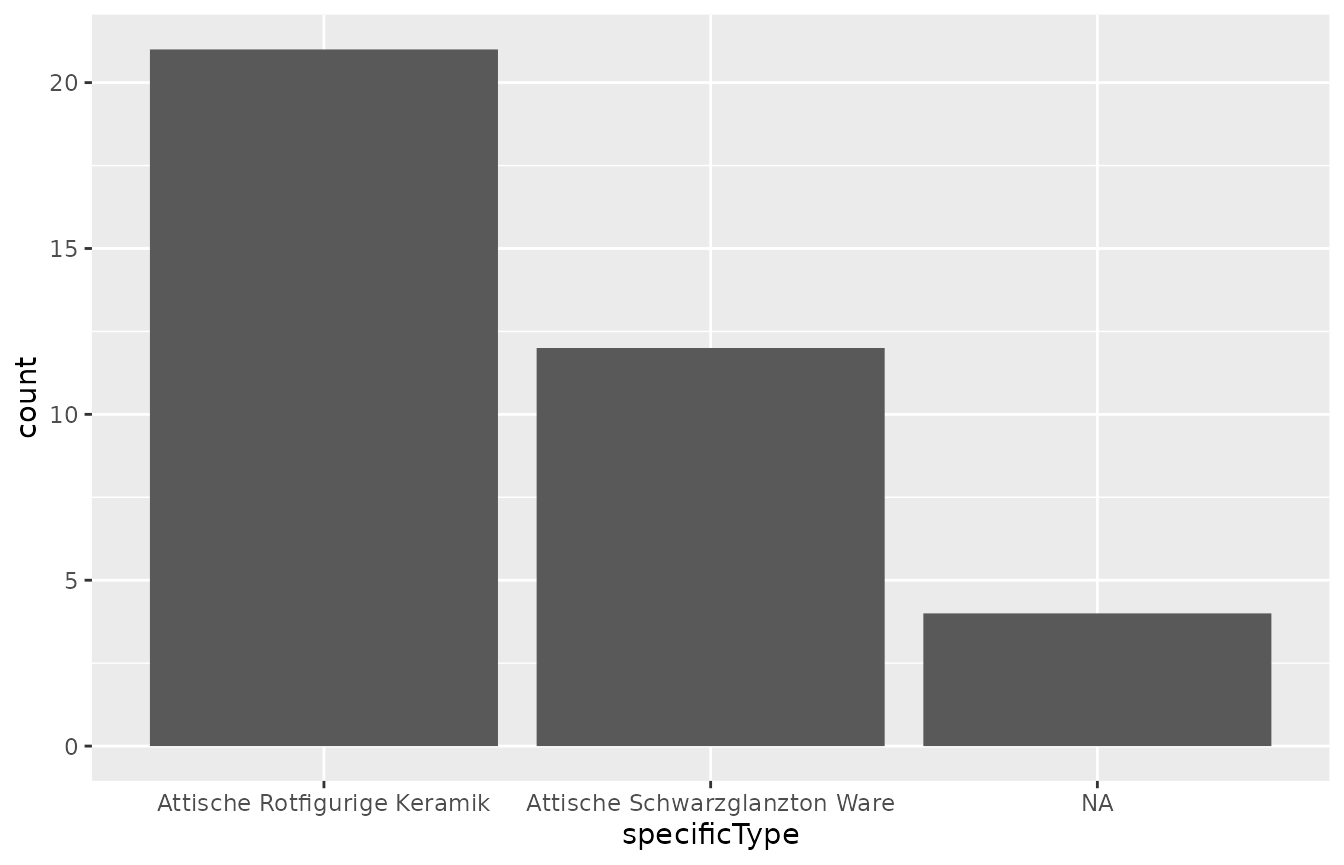 20
15
10
5
0
count
Attische Rotfigurige Keramik
Attische Schwarzglanzton Ware
NA
specificType